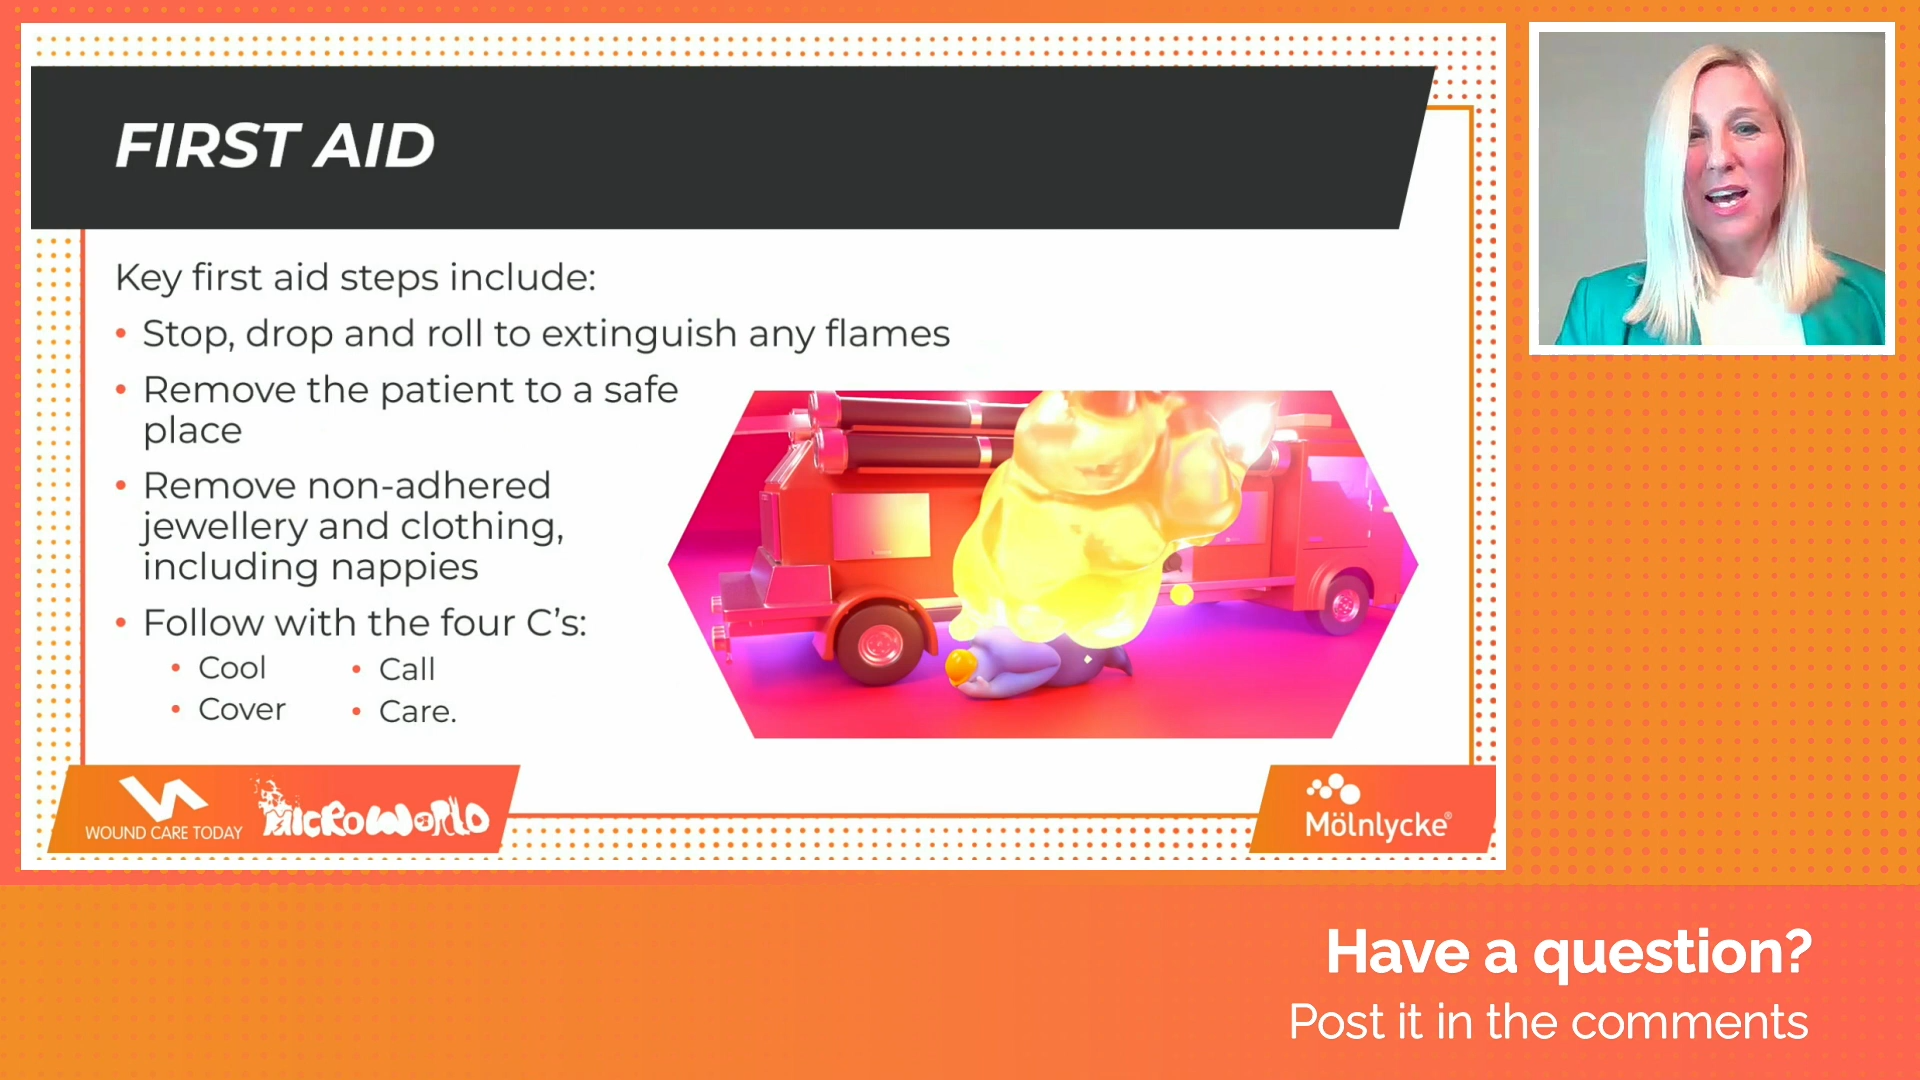 FIRST AID
Key first aid steps include:
• Stop, drop and roll to extinguish any flames
• Remove the patient to a safe
place
• Remove non-adhered
jewellery and clothing,
including nappies
• Follow with the four C’s:
• Cool
• Call
• Cover
• Care.
WOUND CARE TODAY
MICROWORLD
Mölnlycke®
Have a question?
Post it in the comments